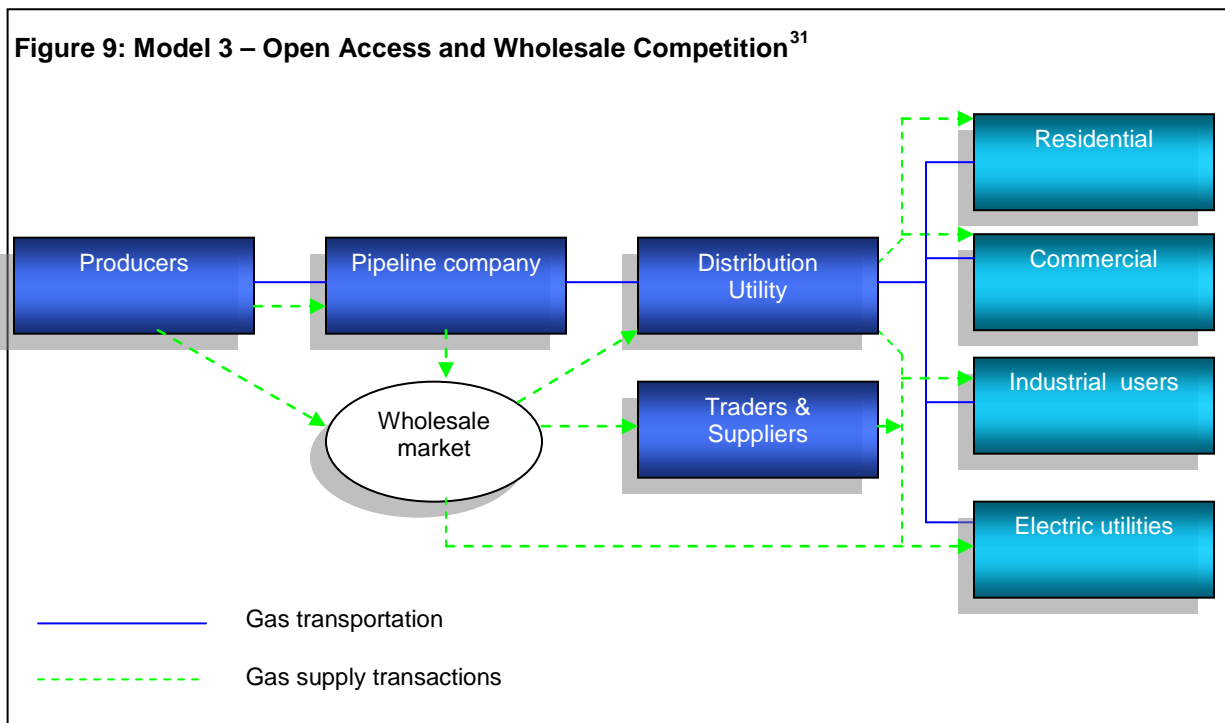 Figure 9: Model 3 – Open Access and Wholesale Competition31
Residential
Producers
Pipeline company
Distribution
Utility
Commercial
Wholesale
market
Traders &
Suppliers
Industrial users
Electric utilities
Gas transportation
Gas supply transactions